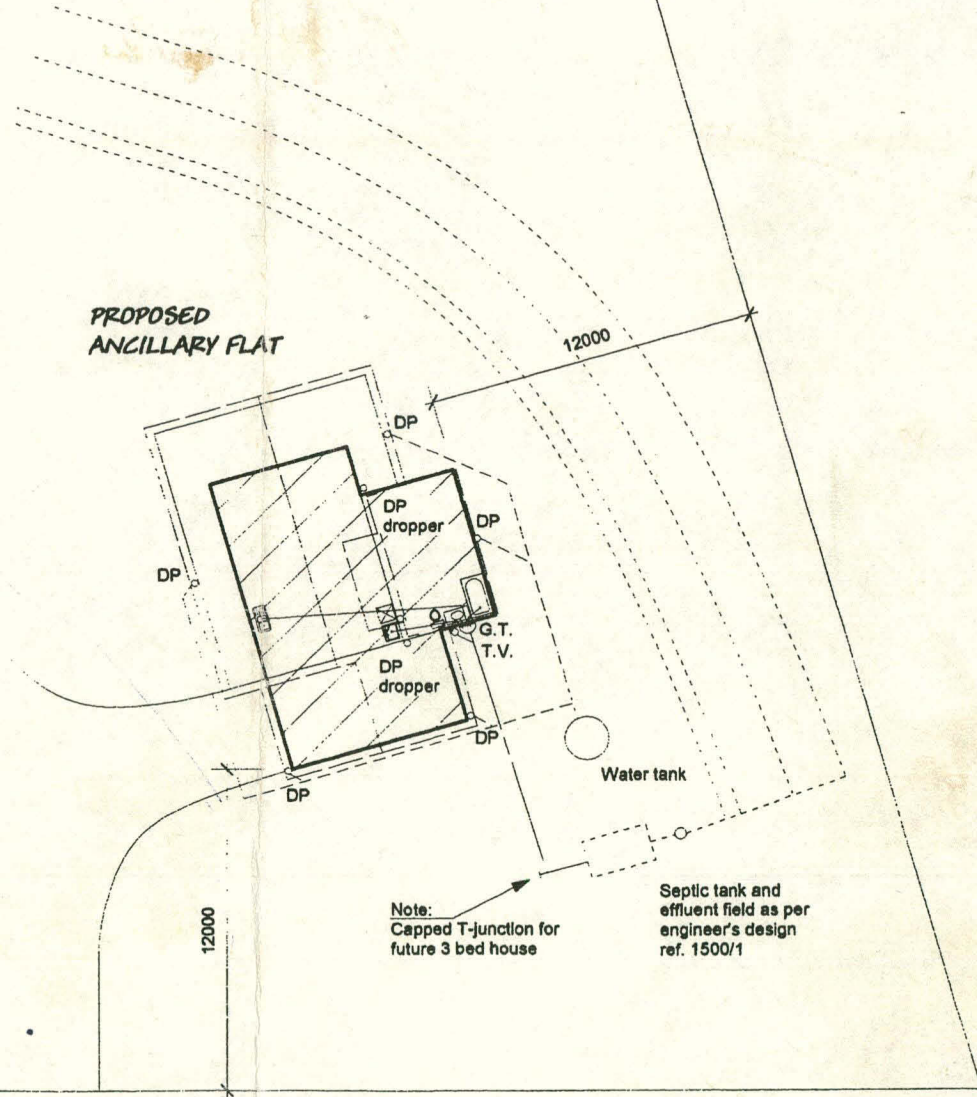 PROPOSED
ANCILLARY FLAT
12000
DP
DP
dropper
DP
DP
G.T.
T.V.
DP
dropper
DP
Water tank
DP
12000
Note:
Capped T-junction for
future 3 bed house
Septic tank and
effluent field as per
engineer's design
ref. 1500/1